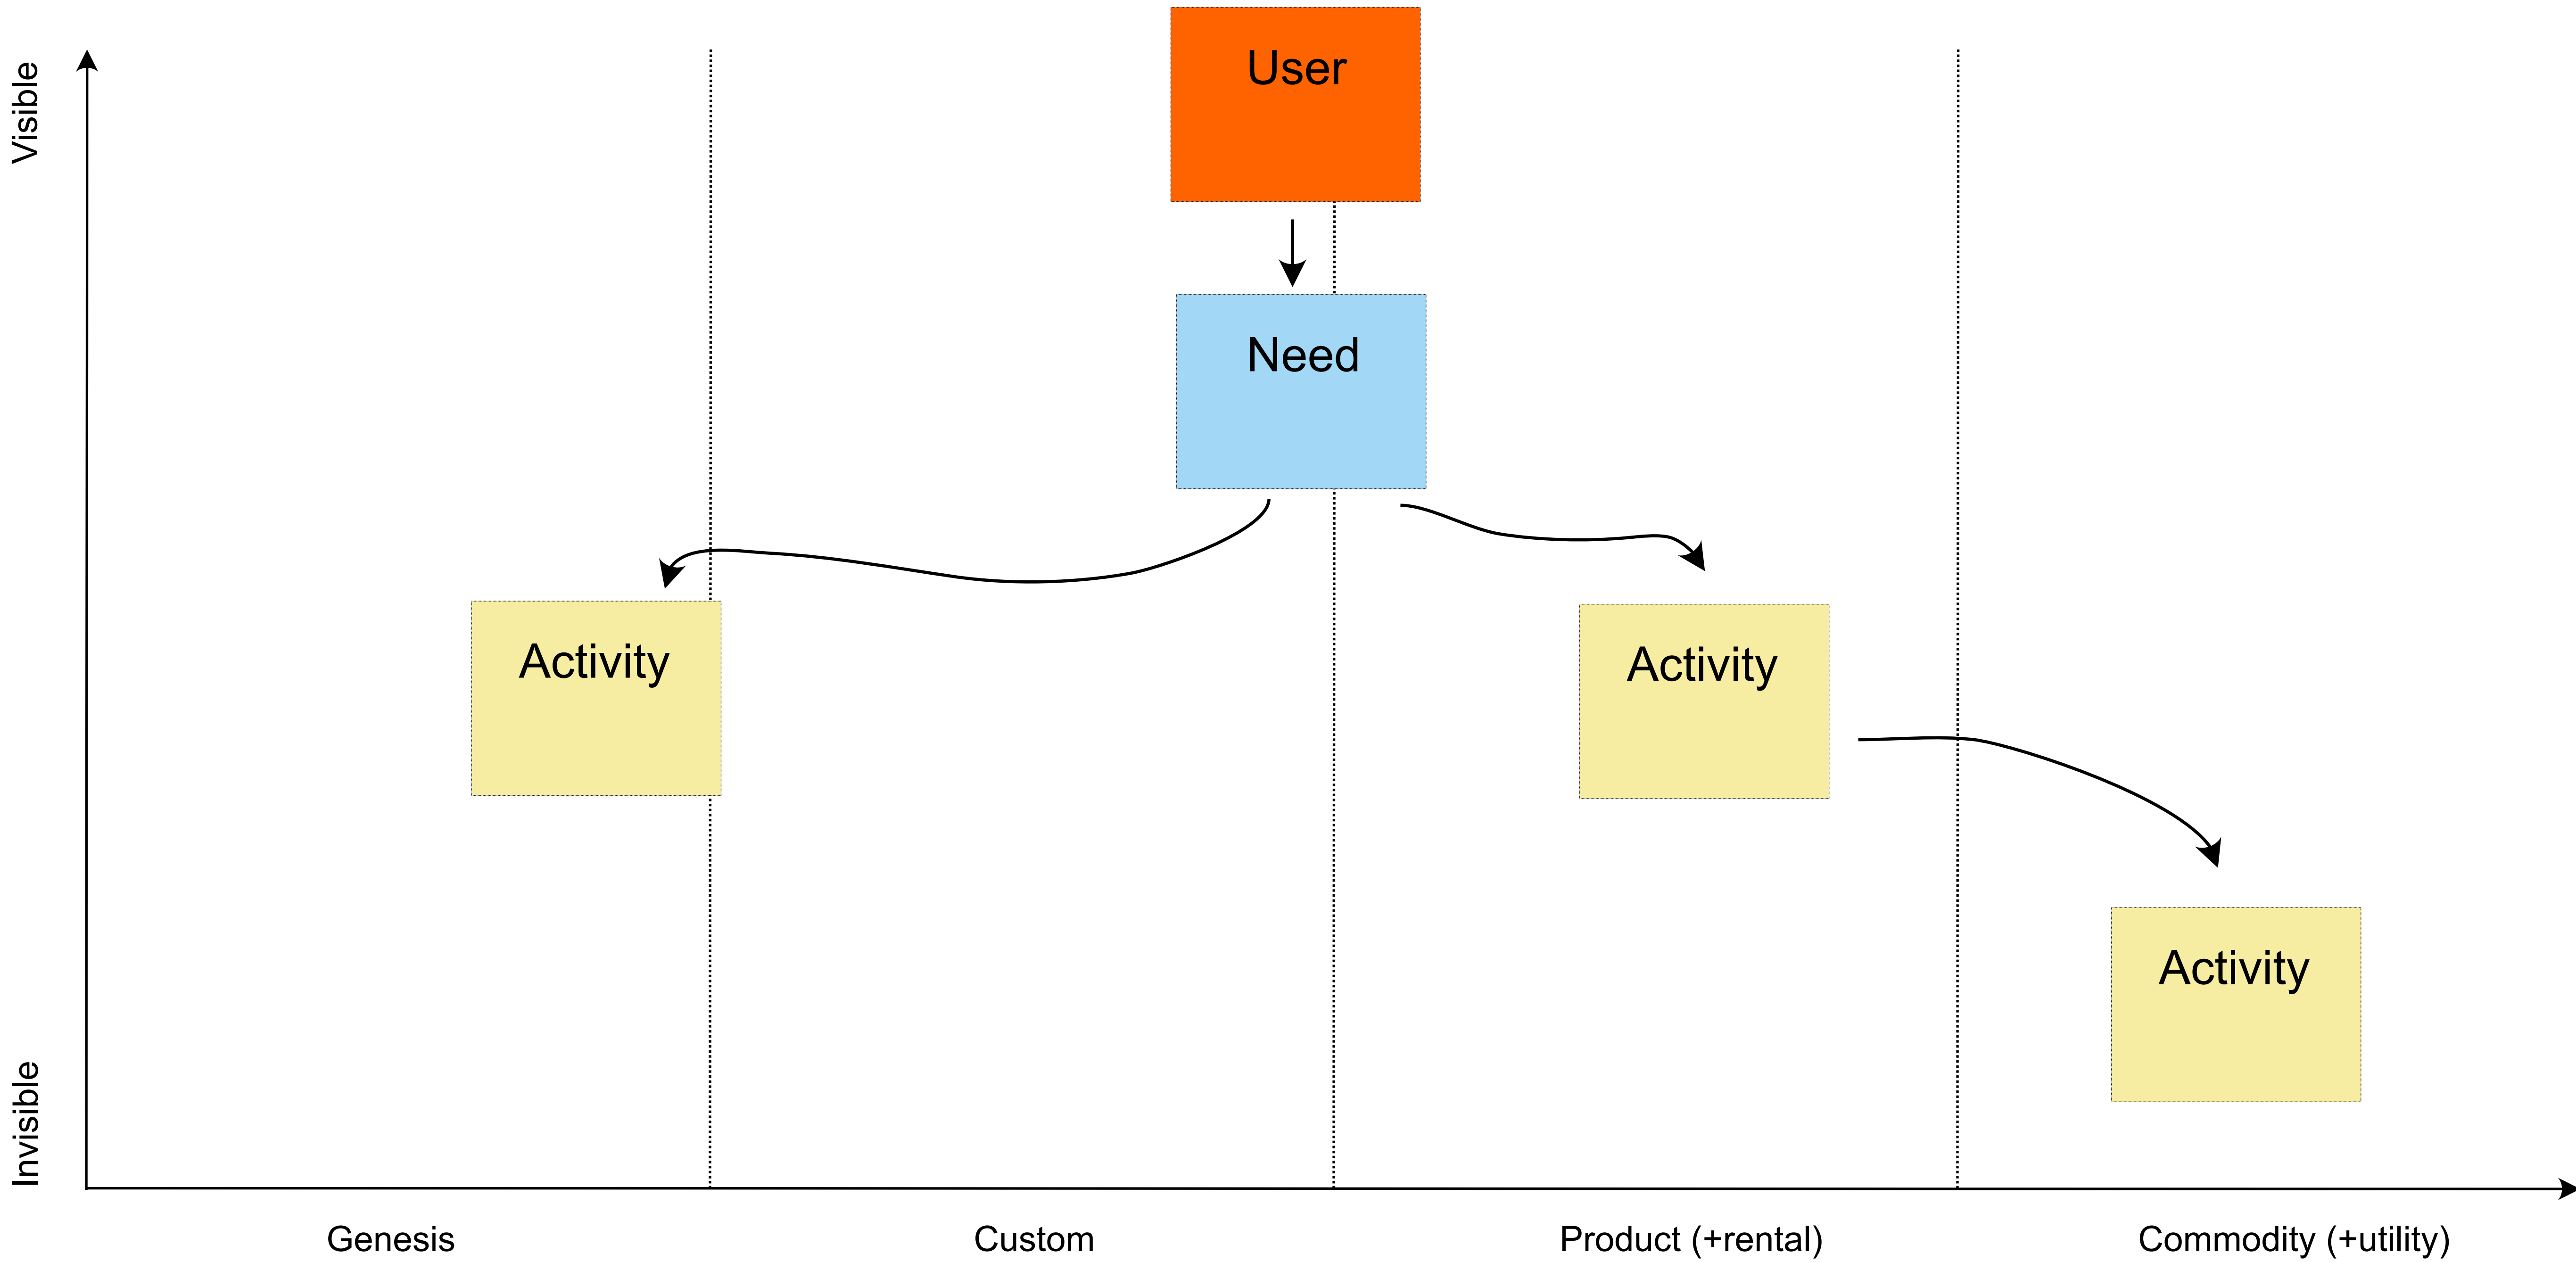 Visible
User
Need
Activity
Activity
Activity
Invisible
Genesis
Custom
Product (+rental)
Commodity (+utility)